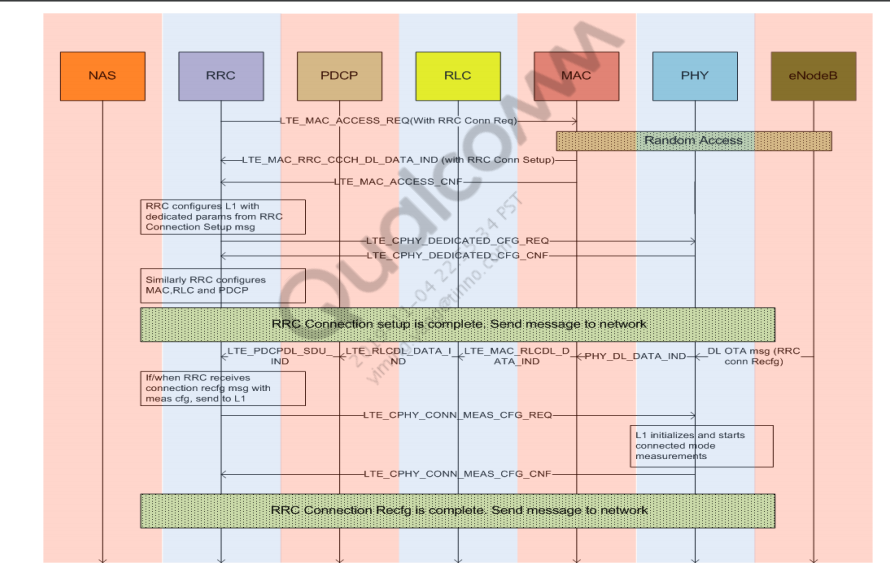 NAS
RRC
PDCP
RLC
MAC
PHY
eNodeB
LTE_MAC_ACCESS_REQ(With RRC Conn Req)
Random Access
LTE_MAC_RRC_CCCH_DL_DATA_IND (with RRC Conn Setup)
LTE_MAC_ACCESS_CNF
RRC configures L1 with
dedicated params from RRC
Connection Setup msg
LTE_CPHY_DEDICATED_CFG_REQ
LTE_CPHY_DEDICATED_CFG_CNF
Similarly RRC configures
MAC,RLC and PDCP
RRC Connection setup is complete. Send message to network
LTE_PDCPDL_SDU_
IND
LTE_RLCDL_DATA_I
ND
LTE_MAC_RLCDL_D
ATA_IND
PHY_DL_DATA_IND
DL OTA msg (RRC
conn Recfg)
If/when RRC receives
connection recfg msg with
meas cfg, send to L1
LTE_CPHY_CONN_MEAS_CFG_REQ
L1 initializes and starts
connected mode
measurements
LTE_CPHY_CONN_MEAS_CFG_CNF
RRC Connection Recfg is complete. Send message to network
Qualcomm